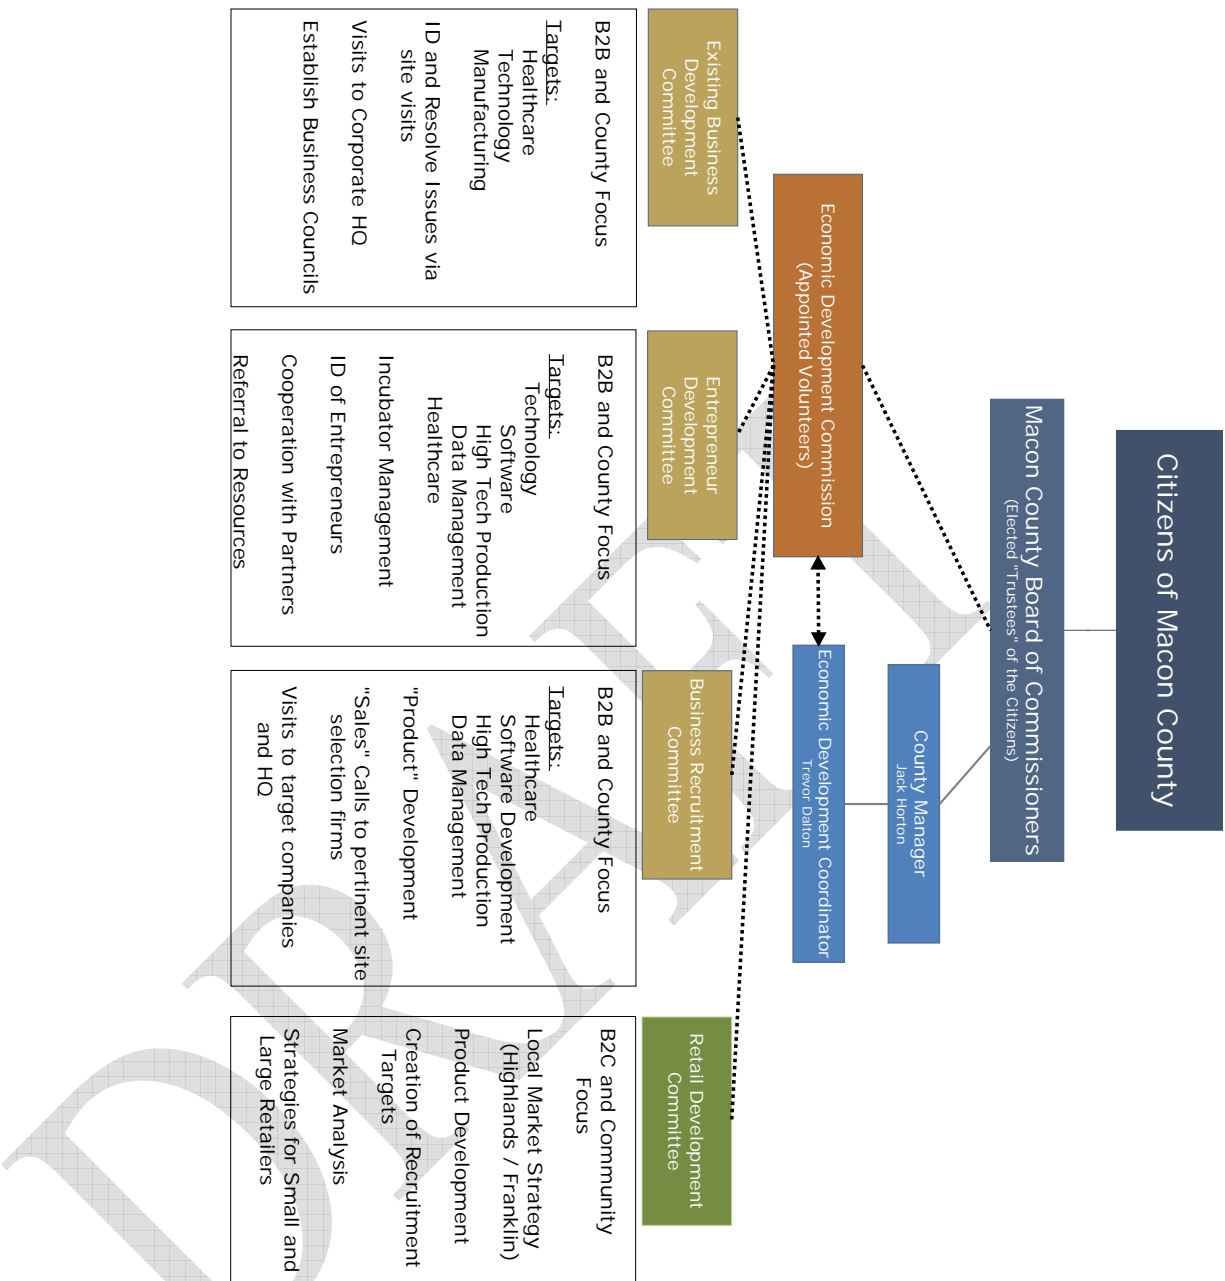 Citizens of Macon County
Macon County Board of Commissioners
(Elected "Trustees" of the Citizens)
County Manager
Jack Horton
Economic Development Commission
(Appointed Volunteers)
Economic Development Coordinator
Trevor Dalton
Existing Business
Development
Committee
Entrepreneur
Development
Committee
Business Recruitment
Committee
Retail Development
Committee
B2B and County Focus
Targets:
Healthcare
Technology
Manufacturing
ID and Resolve Issues via
site visits
Visits to Corporate HQ
Establish Business Councils
B2B and County Focus
Targets:
Technology
Software
High Tech Production
Data Management
Healthcare
Incubator Management
ID of Entrepreneurs
Cooperation with Partners
Referral to Resources
B2B and County Focus
Targets:
Healthcare
Software Development
High Tech Production
Data Management
"Product" Development
"Sales" Calls to pertinent site
selection firms
Visits to target companies
and HQ
B2C and Community
Focus
Local Market Strategy
(Highlands / Franklin)
Product Development
Creation of Recruitment
Targets
Market Analysis
Strategies for Small and
Large Retailers
DRAFT